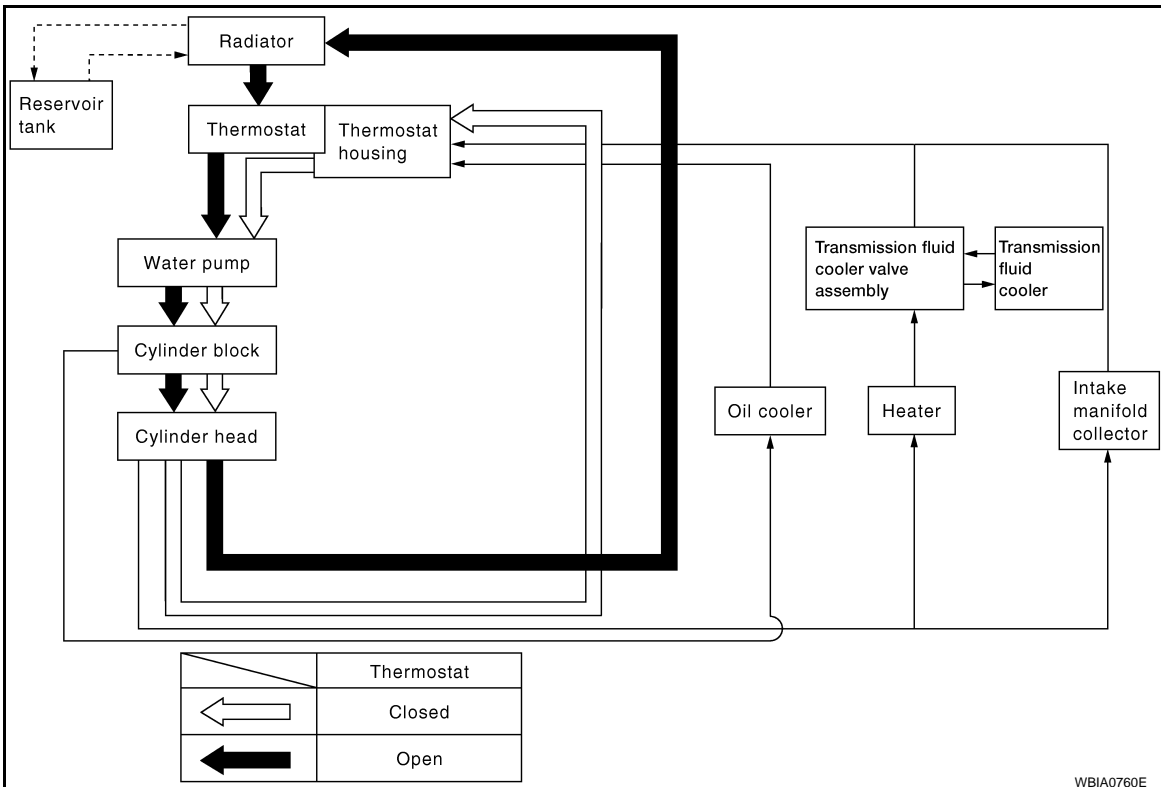 Radiator
Reservoir
tank
Thermostat
Thermostat
housing
Water pump
Transmission fluid
cooler valve
assembly
Transmission
fluid
cooler
Cylinder block
Oil cooler
Heater
Intake
manifold
collector
Cylinder head
Thermostat
Closed
Open
WBIA0760E